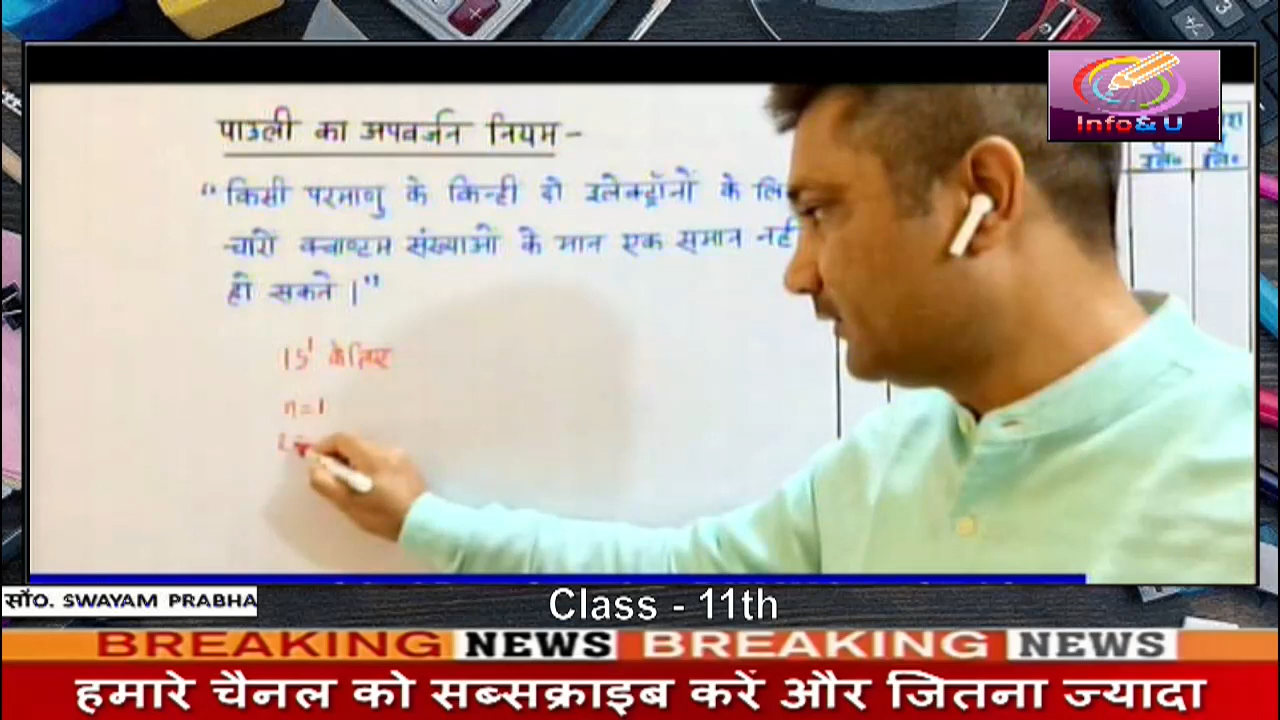 Info & U
पाउली का अपवर्जन नियम -
"किसी परमाणु के किन्ही दो इलेक्ट्रॉनों के लि
चारों क्वाण्टम संख्याओं के मान एक समान नहीं
हो सकते।"
1s¹ के लिए
n = 1
सौO. SWAYAM PRABHA
Class - 11th
BREAKING NEWS BREAKING NEWS
हमारे चैनल को सब्सक्राइब करें और जितना ज्यादा